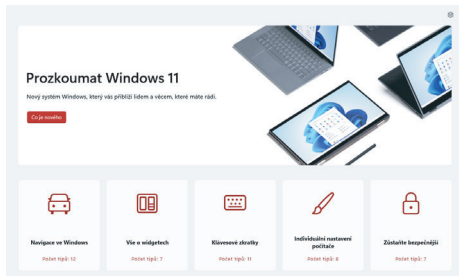 Prozkoumat Windows 11
Nový systém Windows, který vás přiblíží lidem a věcem, které máte rádi.
Co je nového
Navigace ve Windows
Vše o widgetech
Klávesové zkratky
Individuální nastavení
počítače
Zůstaňte bezpečnější
Počet tipů: 12
Počet tipů: 7
Počet tipů: 11
Počet tipů: 6
Počet tipů: 7